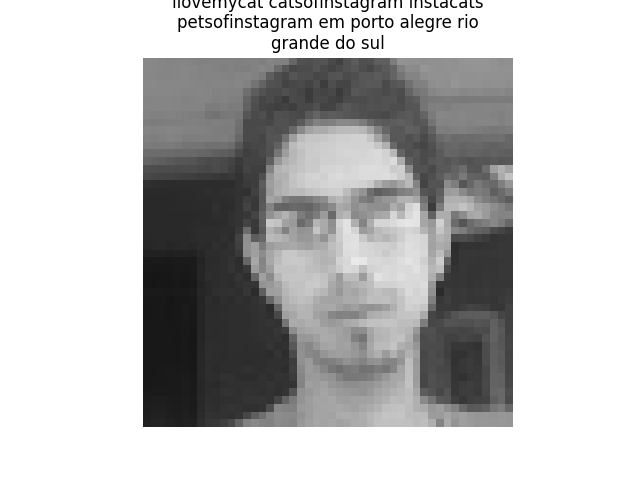 ilovemycat catsofinstagram instacats
petsofinstagram em porto alegre rio
grande do sul